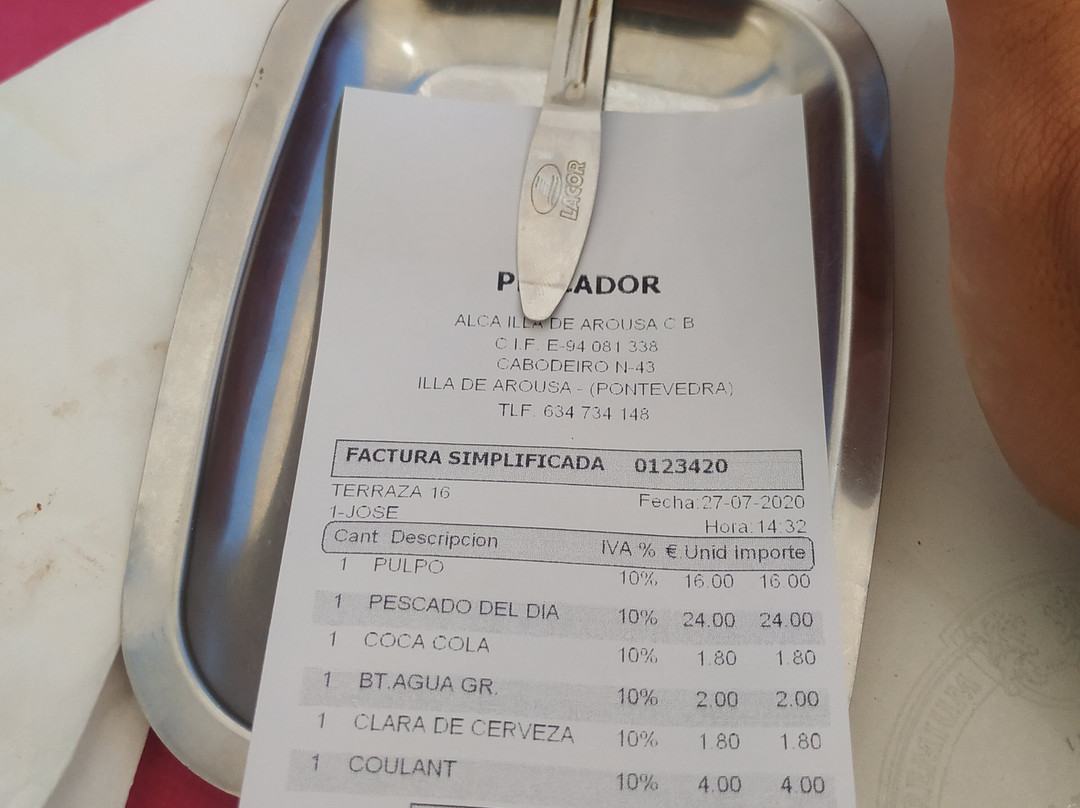 LACOR
ALCA ILLA DE AROUSA C B
C.I.F. E-94 081 338
CABODEIRO N-43
ILLA DE AROUSA - (PONTEVEDRA)
TLF. 634 734 148
FACTURA SIMPLIFICADA 0123420
TERRAZA 16 Fecha:27-07-2020
1-JOSE Hora:14:32
Cant Descripcion IVA % €.Unid Importe
1 PULPO 10% 16.00 16.00
1 PESCADO DEL DIA 10% 24.00 24.00
1 COCA COLA 10% 1.80 1.80
1 BT.AGUA GR. 10% 2.00 2.00
1 CLARA DE CERVEZA 10% 1.80 1.80
1 COULANT 10% 4.00 4.00